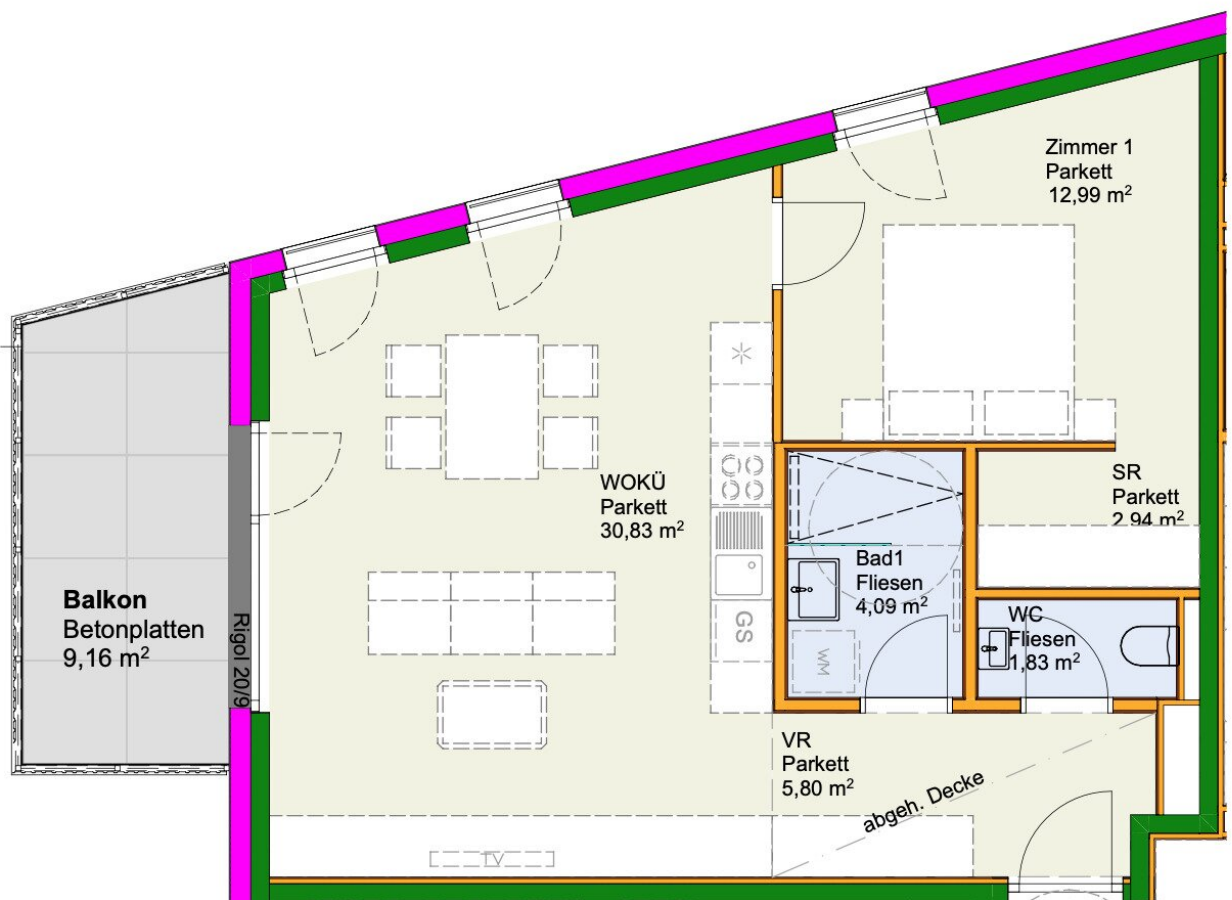 Zimmer 1
Parkett
12,99 m²
WOKÜ
Parkett
30,83 m²
SR
Parkett
2,94 m²
Bad1
Fliesen
4,09 m²
Balkon
Betonplatten
9,16 m²
Rigol 20/9
GS
WM
WC
Fliesen
1,83 m²
VR
Parkett
5,80 m²
abgeh. Decke
TV